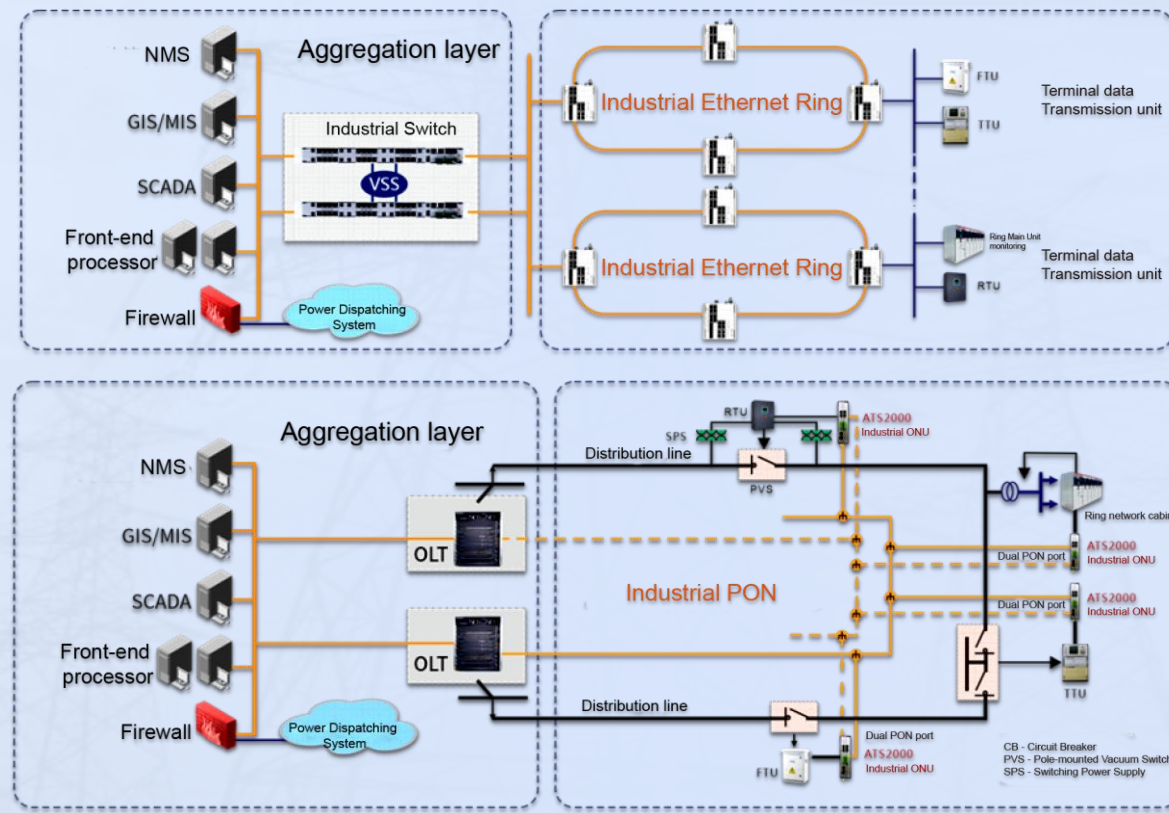 Aggregation layer
NMS
GIS/MIS
SCADA
Front-end
processor
Firewall
Power Dispatching
System
Industrial Switch
VSS
Industrial Ethernet Ring
Industrial Ethernet Ring
FTU
TTU
Terminal data
Transmission unit
Ring Main Unit
monitoring
RTU
Terminal data
Transmission unit
Aggregation layer
NMS
GIS/MIS
SCADA
Front-end
processor
Firewall
Power Dispatching
System
OLT
OLT
Distribution line
SPS
RTU
PVS
ATS2000
Industrial ONU
Industrial PON
Ring network cabin
Dual PON port
ATS2000
Industrial ONU
Dual PON port
ATS2000
Industrial ONU
TTU
Distribution line
Dual PON port
FTU
ATS2000
Industrial ONU
CB - Circuit Breaker
PVS - Pole-mounted Vacuum Switch
SPS - Switching Power Supply